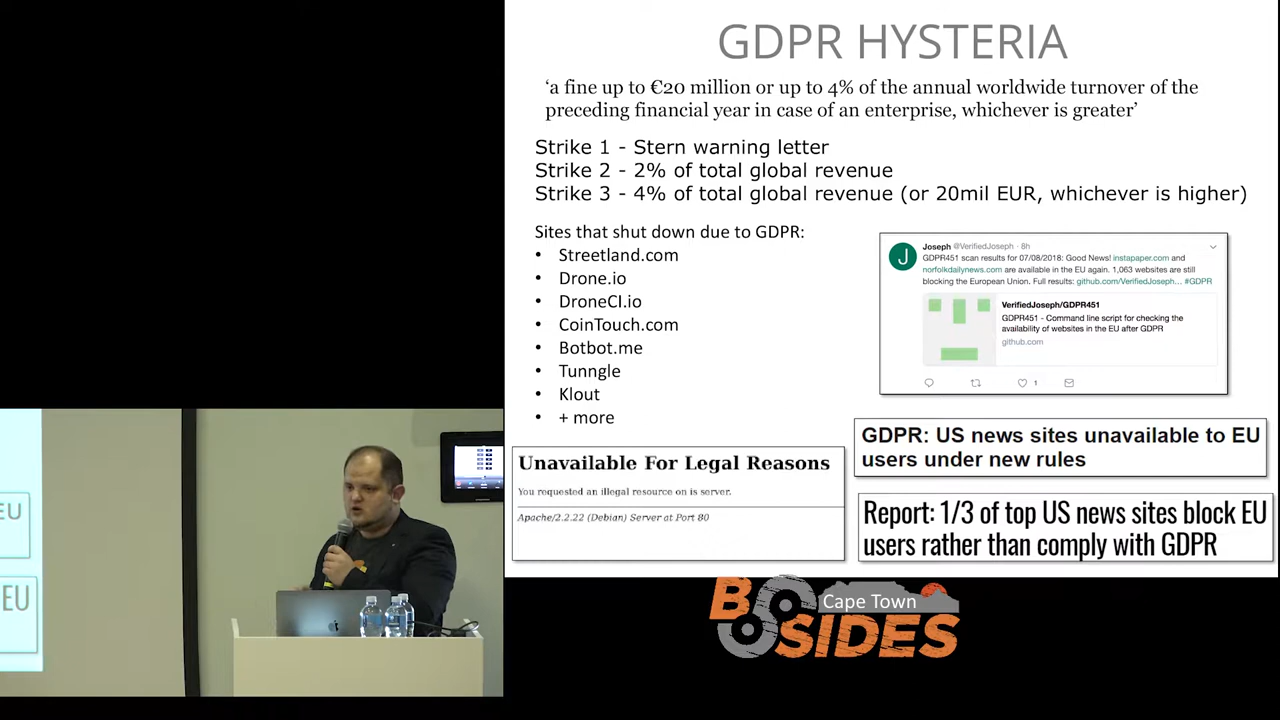 GDPR HYSTERIA
‘a fine up to €20 million or up to 4% of the annual worldwide turnover of the
preceding financial year in case of an enterprise, whichever is greater’
Strike 1 - Stern warning letter
Strike 2 - 2% of total global revenue
Strike 3 - 4% of total global revenue (or 20mil EUR, whichever is higher)
Sites that shut down due to GDPR:
• Streetland.com
• Drone.io
• DroneCI.io
• CoinTouch.com
• Botbot.me
• Tunngle
• Klout
• + more
J
Joseph @VerifiedJoseph · 8h
GDPR451 scan results for 07/08/2018: Good News! instapaper.com and
norfolkdailynews.com are available in the EU again. 1,063 websites are still
blocking the European Union. Full results: github.com/VerifiedJoseph... #GDPR
VerifiedJoseph/GDPR451
GDPR451 - Command line script for checking the
availability of websites in the EU after GDPR
github.com
1
Unavailable For Legal Reasons
You requested an illegal resource on is server.
Apache/2.2.22 (Debian) Server at Port 80
GDPR: US news sites unavailable to EU
users under new rules
Report: 1/3 of top US news sites block EU
users rather than comply with GDPR
EU
EU
BSIDES
Cape Town